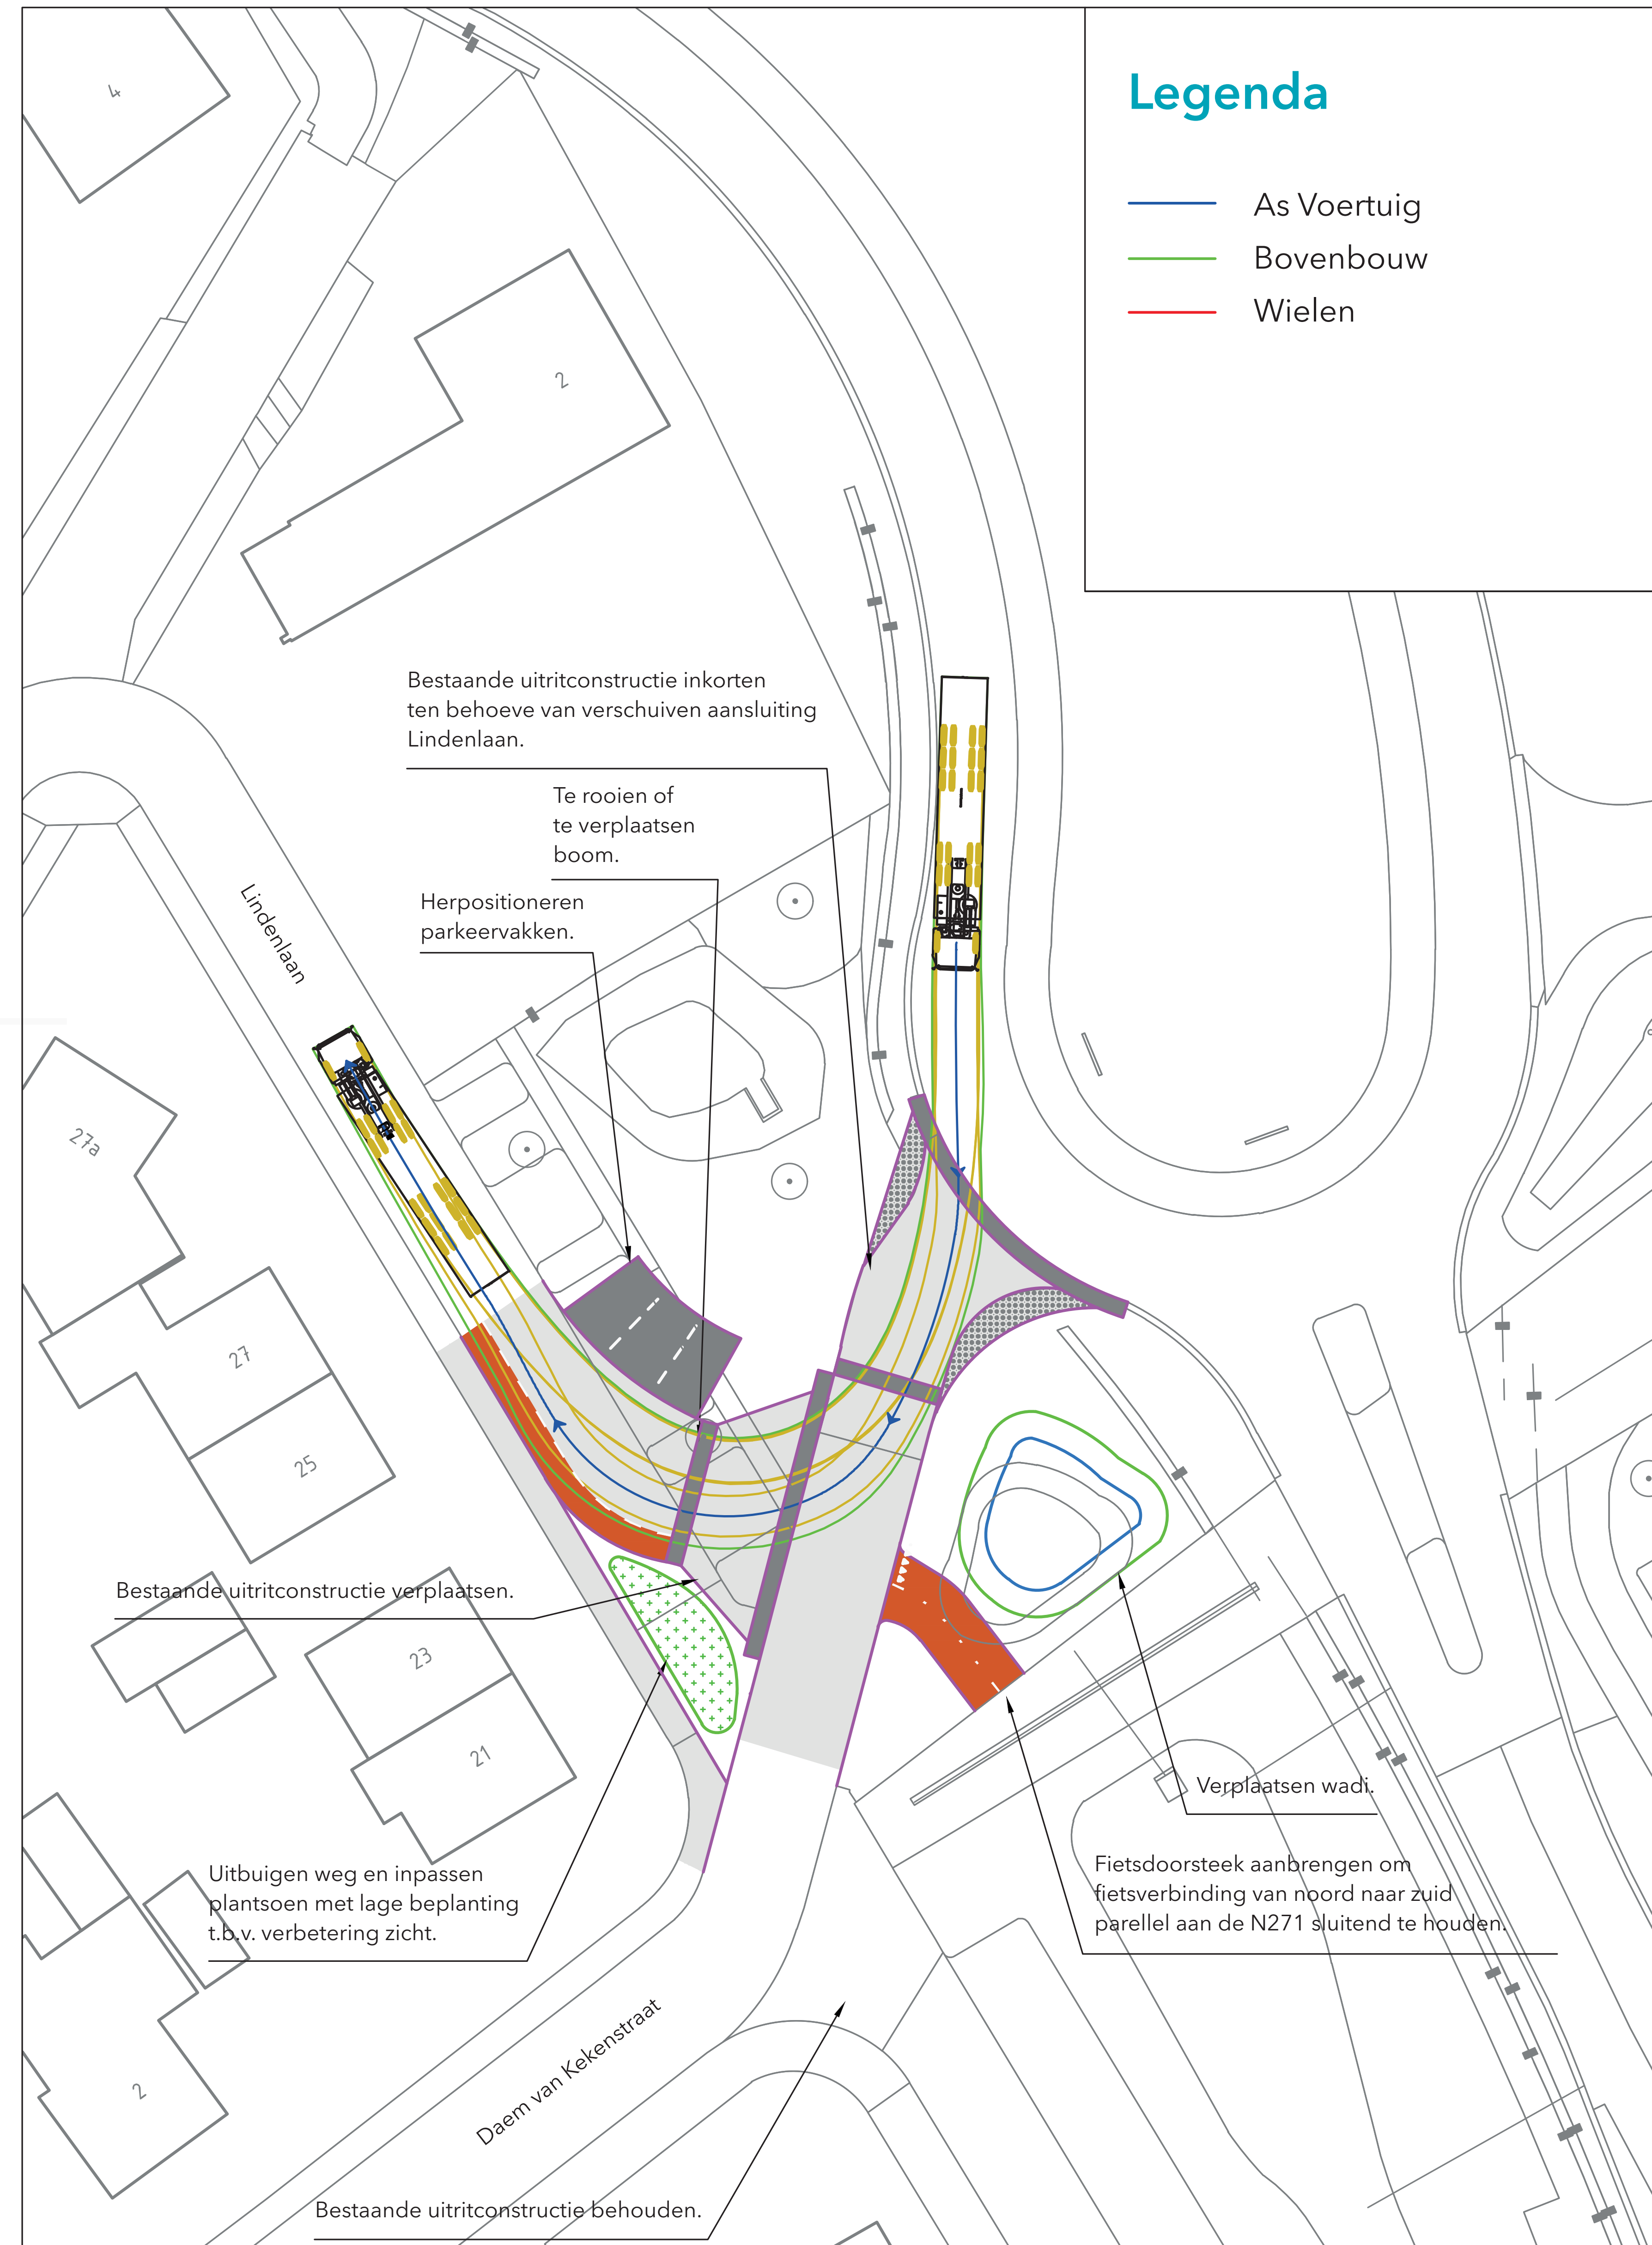 Legenda
As Voertuig
Bovenbouw
Wielen
4
2
Bestaande uitritconstructie inkorten
ten behoeve van verschuiven aansluiting
Lindenlaan.
Te rooien of
te verplaatsen
boom.
Herpositioneren
parkeervakken.
Lindenlaan
27a
27
25
Bestaande uitritconstructie verplaatsen.
23
21
Verplaatsen wadi.
Uitbuigen weg en inpassen
plantsoen met lage beplanting
t.b.v. verbetering zicht.
Fietsdoorsteek aanbrengen om
fietsverbinding van noord naar zuid
parellel aan de N271 sluitend te houden.
2
Daem van Kekenstraat
Bestaande uitritconstructie behouden.